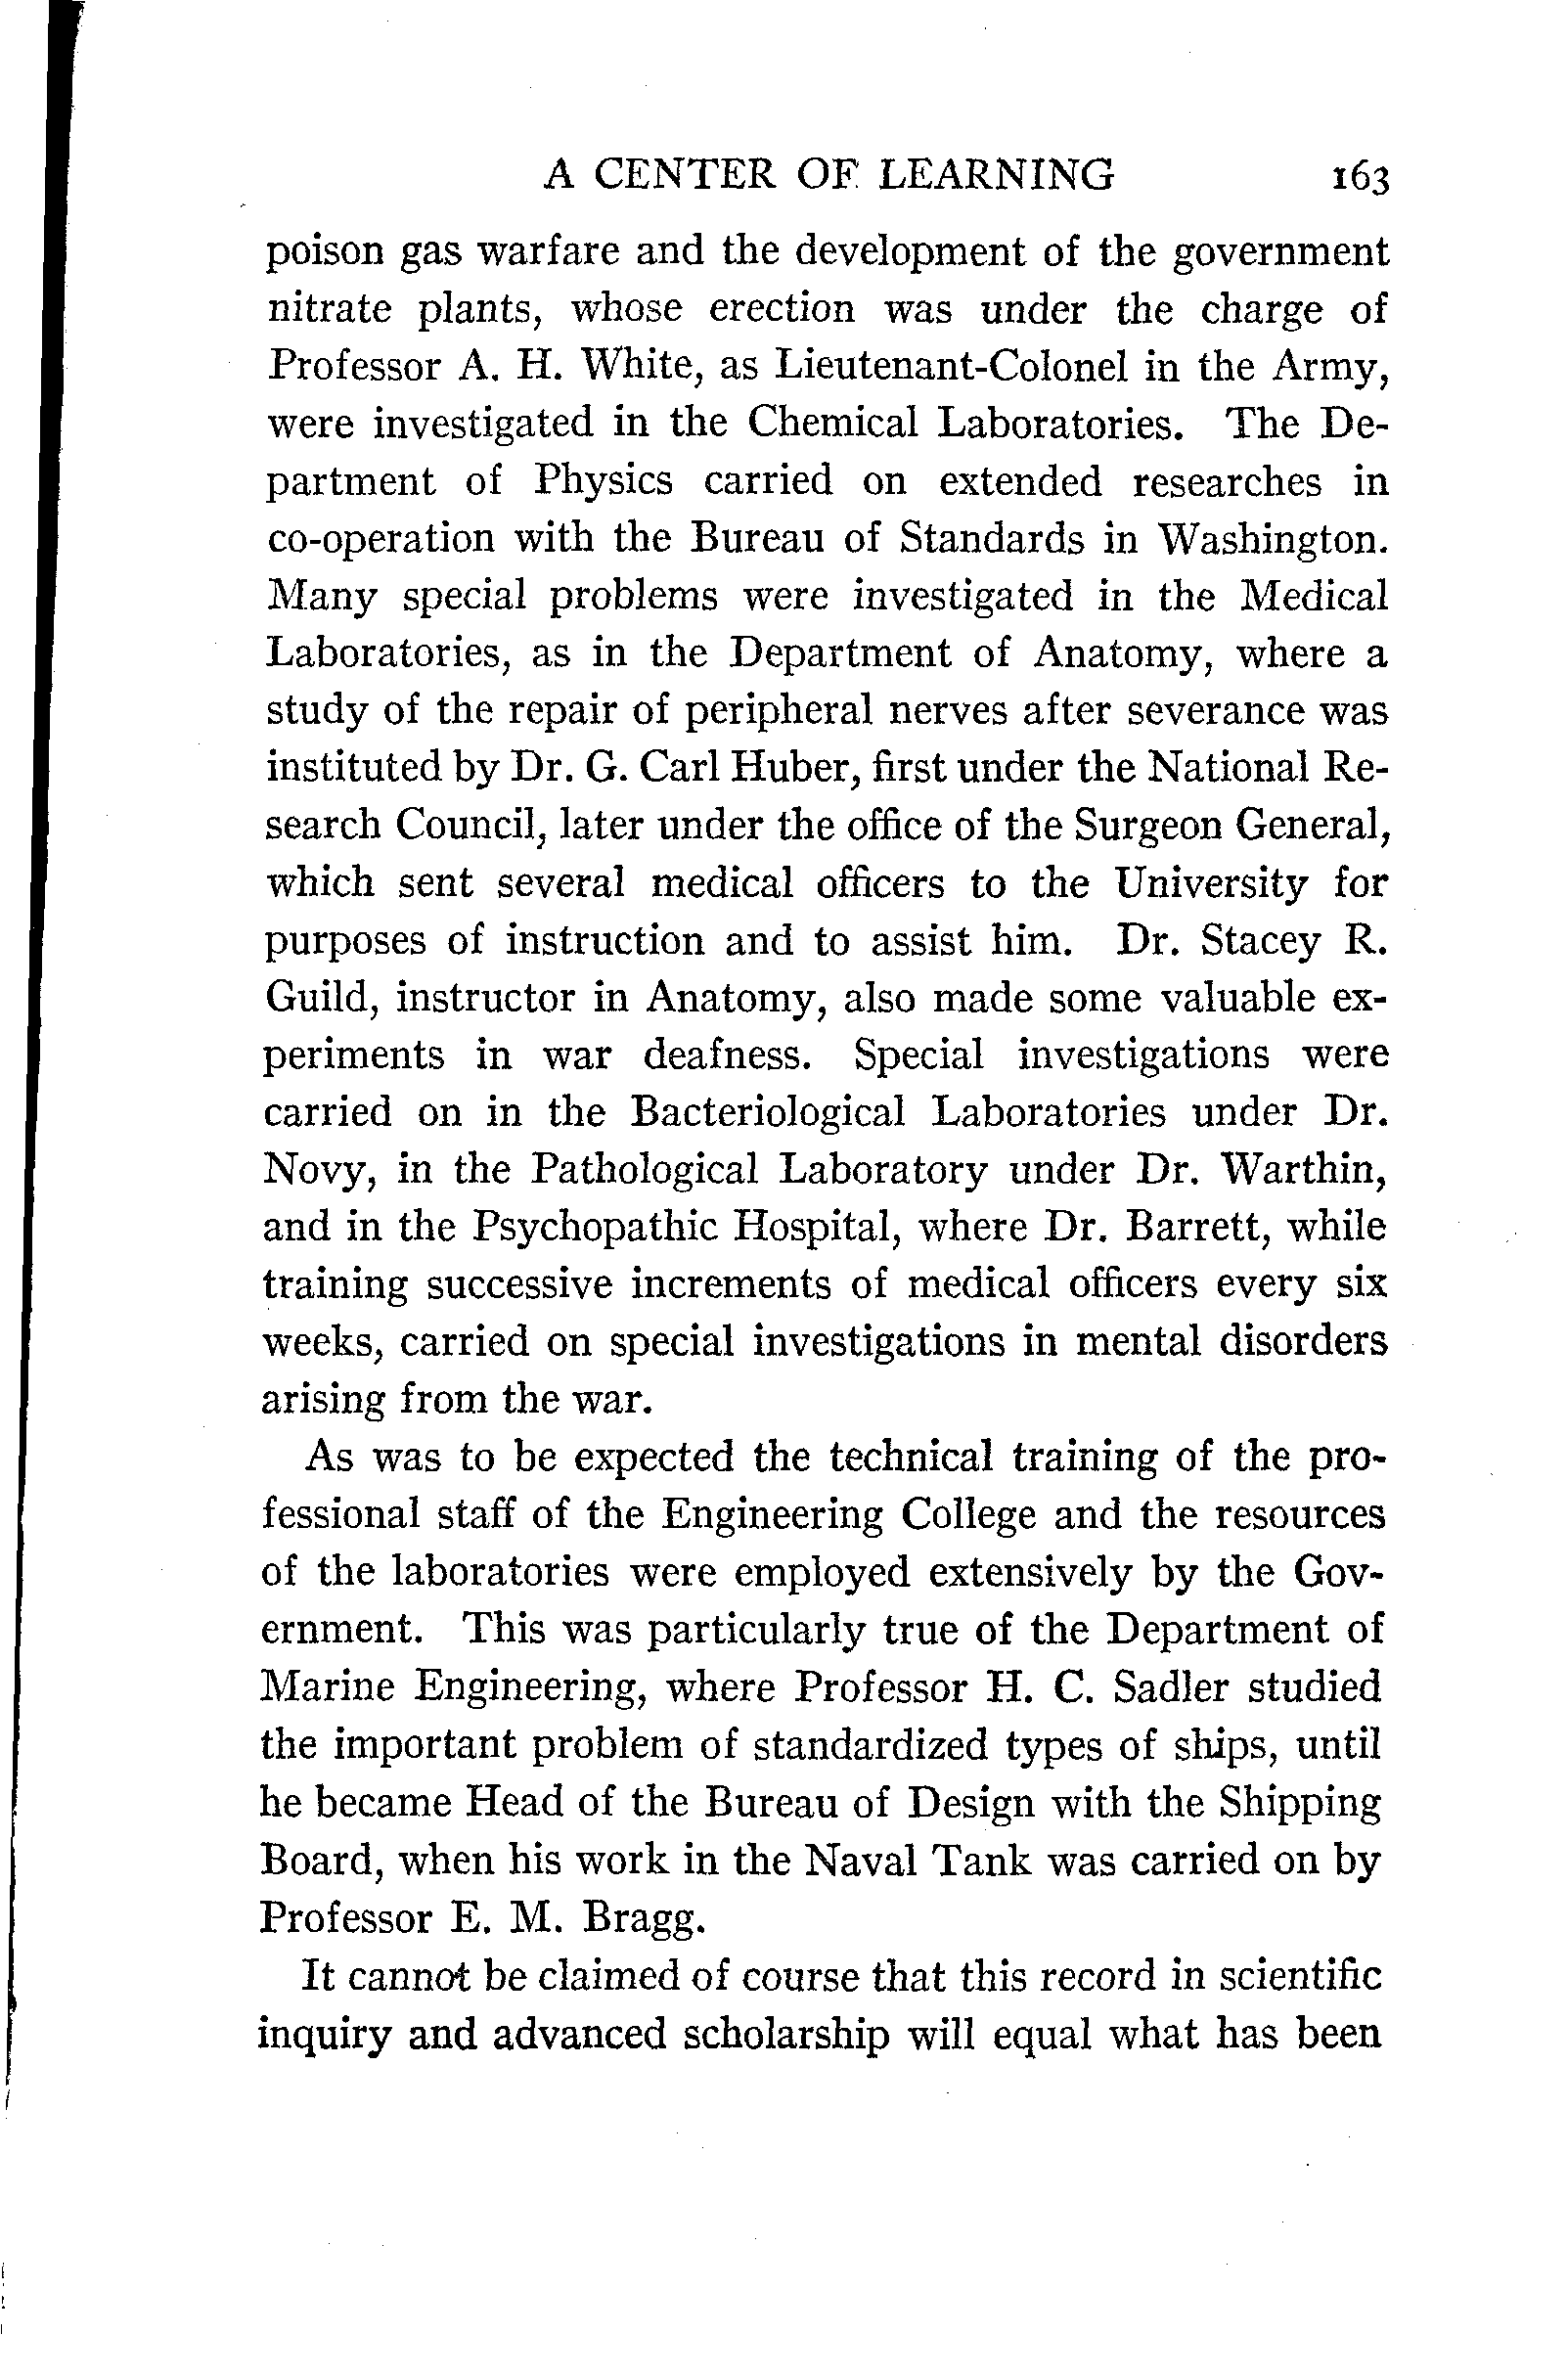 A CENTER OF LEARNING 163
poison gas warfare and the development of the government
nitrate plants, whose erection was under the charge of
Professor A. H. White, as Lieutenant-Colonel in the Army,
were investigated in the Chemical Laboratories. The De-
partment of Physics carried on extended researches in
co-operation with the Bureau of Standards in Washington.
Many special problems were investigated in the Medical
Laboratories, as in the Department of Anatomy, where a
study of the repair of peripheral nerves after severance was
instituted by Dr. G. Carl Huber, first under the National Re-
search Council, later under the office of the Surgeon General,
which sent several medical officers to the University for
purposes of instruction and to assist him. Dr. Stacey R.
Guild, instructor in Anatomy, also made some valuable ex-
periments in war deafness. Special investigations were
carried on in the Bacteriological Laboratories under Dr.
Novy, in the Pathological Laboratory under Dr. Warthin,
and in the Psychopathic Hospital, where Dr. Barrett, while
training successive increments of medical officers every six
weeks, carried on special investigations in mental disorders
arising from the war.
As was to be expected the technical training of the pro-
fessional staff of the Engineering College and the resources
of the laboratories were employed extensively by the Gov-
ernment. This was particularly true of the Department of
Marine Engineering, where Professor H. C. Sadler studied
the important problem of standardized types of ships, until
he became Head of the Bureau of Design with the Shipping
Board, when his work in the Naval Tank was carried on by
Professor E. M. Bragg.
It cannot be claimed of course that this record in scientific
inquiry and advanced scholarship will equal what has been